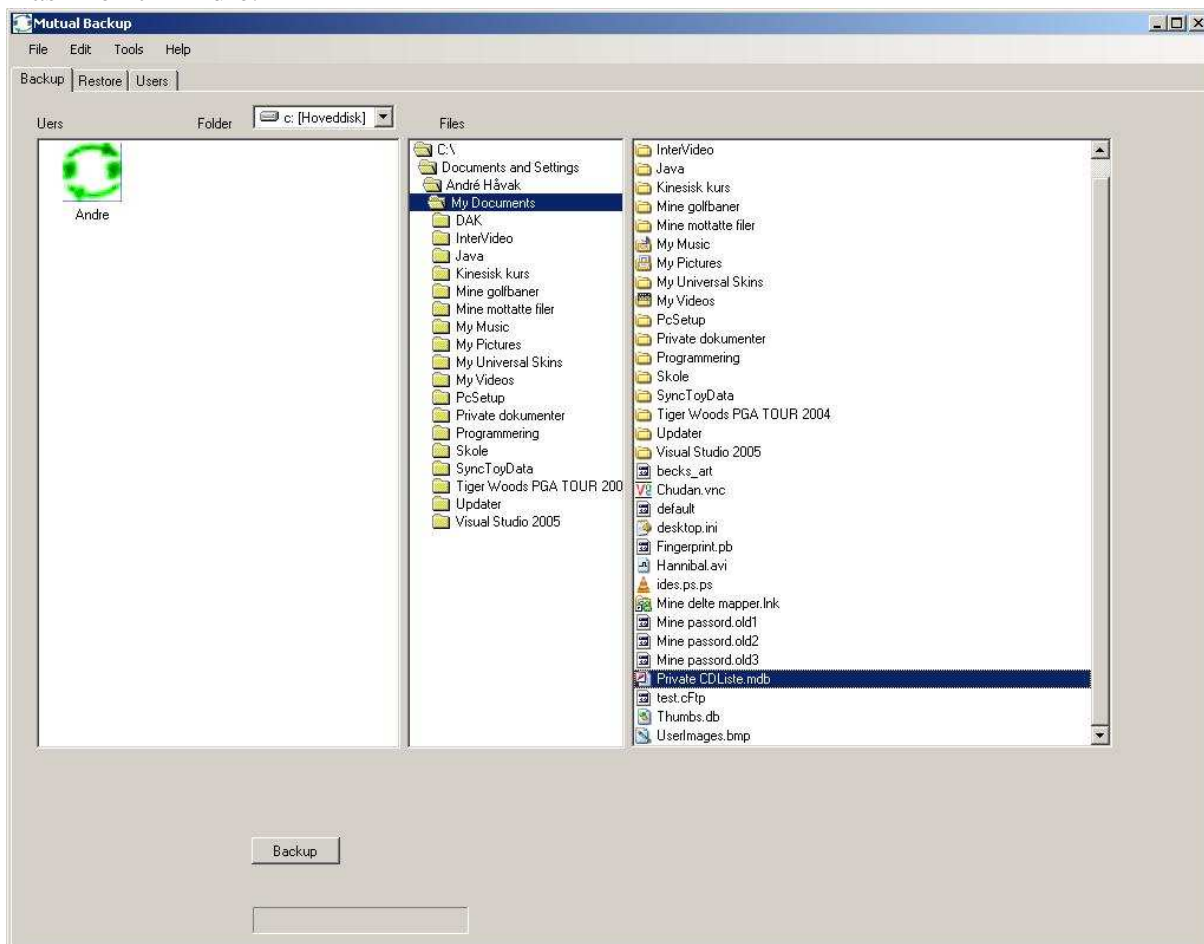 Mutual Backup
File Edit Tools Help
Backup Restore Users
Uers Folder c: [Hoveddisk] Files
Andre
C:\
Documents and Settings
André Håvak
My Documents
DAK
InterVideo
Java
Kinesisk kurs
Mine golfbaner
Mine mottatte filer
My Music
My Pictures
My Universal Skins
My Videos
PcSetup
Private dokumenter
Programmering
Skole
SyncToyData
Tiger Woods PGA TOUR 200
Updater
Visual Studio 2005
InterVideo
Java
Kinesisk kurs
Mine golfbaner
Mine mottatte filer
My Music
My Pictures
My Universal Skins
My Videos
PcSetup
Private dokumenter
Programmering
Skole
SyncToyData
Tiger Woods PGA TOUR 2004
Updater
Visual Studio 2005
becks_art
Chudan.vnc
default
desktop.ini
Fingerprint.pb
Hannibal.avi
ides.ps.ps
Mine delte mapper.lnk
Mine passord.old1
Mine passord.old2
Mine passord.old3
Private CDListe.mdb
test.cFtp
Thumbs.db
UserImages.bmp
Backup